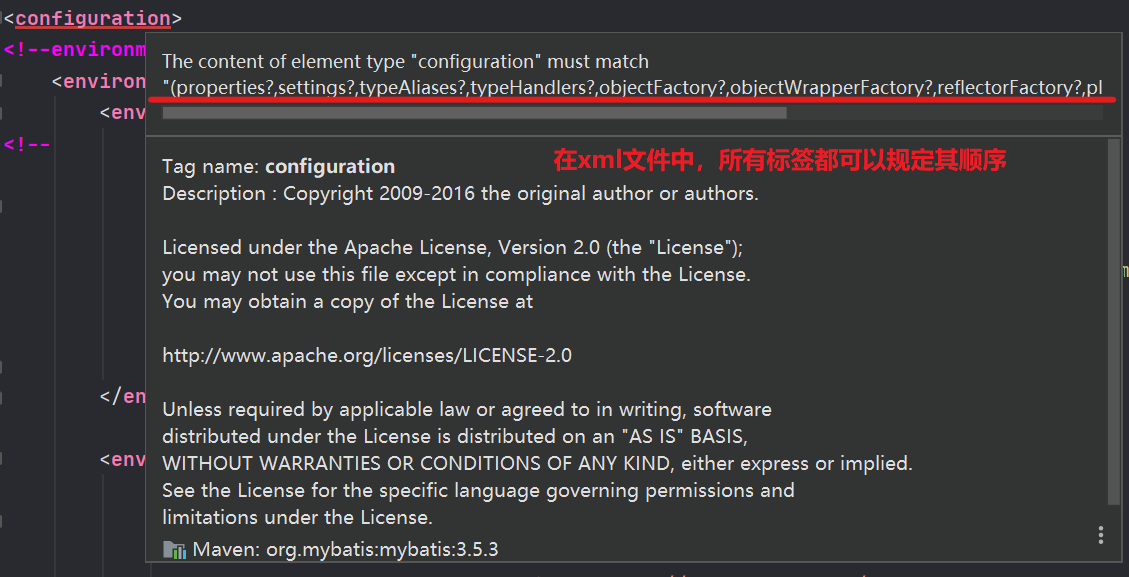 <configuration>
<!--environm
<environ
<env
<!--
The content of element type "configuration" must match
"(properties?,settings?,typeAliases?,typeHandlers?,objectFactory?,objectWrapperFactory?,reflectorFactory?,pl
Tag name: configuration
在xml文件中，所有标签都可以规定其顺序
Description : Copyright 2009-2016 the original author or authors.
Licensed under the Apache License, Version 2.0 (the "License");
you may not use this file except in compliance with the License.
You may obtain a copy of the License at
http://www.apache.org/licenses/LICENSE-2.0
</en
Unless required by applicable law or agreed to in writing, software
distributed under the License is distributed on an "AS IS" BASIS,
<env
WITHOUT WARRANTIES OR CONDITIONS OF ANY KIND, either express or implied.
See the License for the specific language governing permissions and
limitations under the License.
Maven: org.mybatis:mybatis:3.5.3